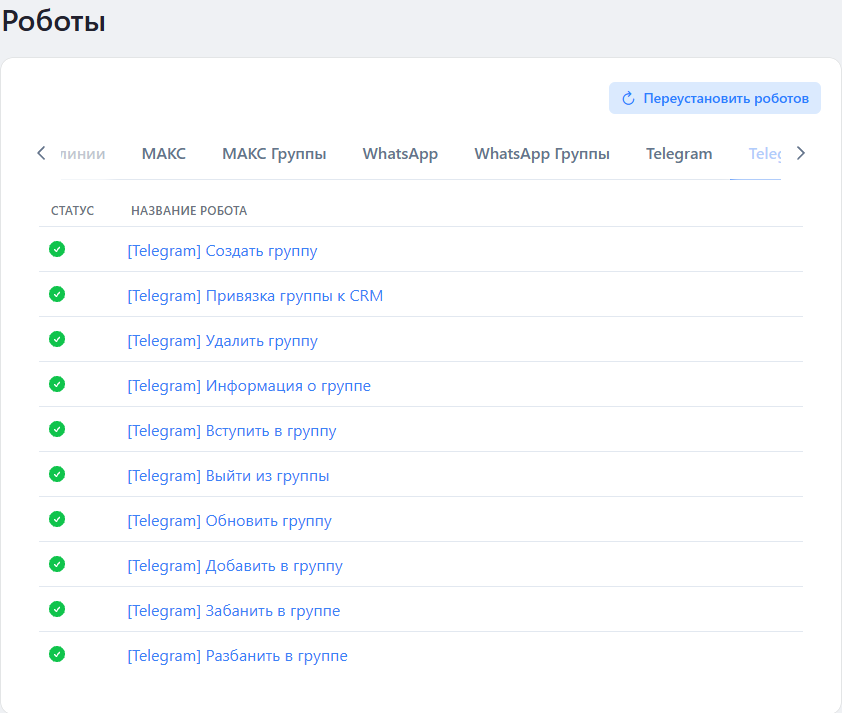 Роботы
Переустановить роботов
линии МАКС МАКС Группы WhatsApp WhatsApp Группы Telegram Teleg
СТАТУС НАЗВАНИЕ РОБОТА
[Telegram] Создать группу
[Telegram] Привязка группы к CRM
[Telegram] Удалить группу
[Telegram] Информация о группе
[Telegram] Вступить в группу
[Telegram] Выйти из группы
[Telegram] Обновить группу
[Telegram] Добавить в группу
[Telegram] Забанить в группе
[Telegram] Разбанить в группе